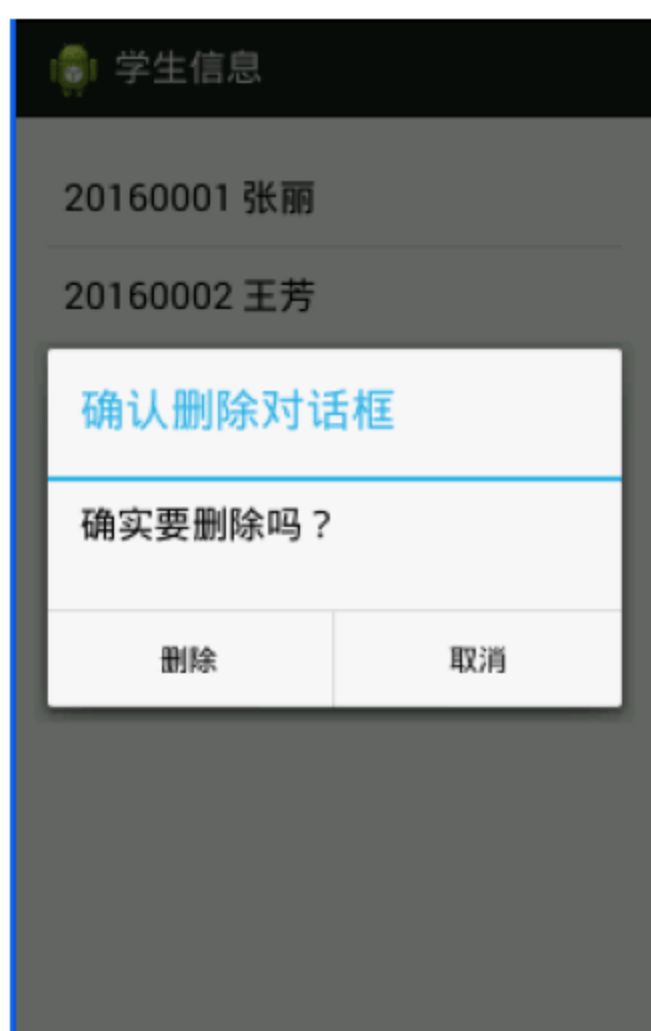 学生信息
20160001 张丽
20160002 王芳
确认删除对话框
确实要删除吗？
删除
取消